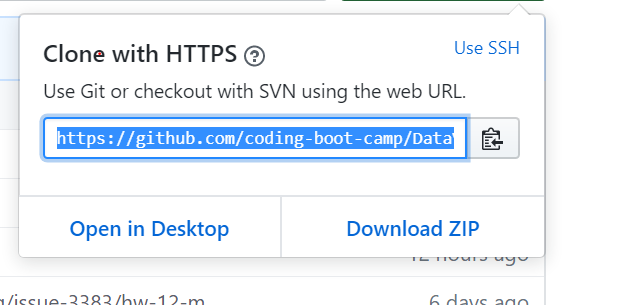 Clone with HTTPS
Use SSH
Use Git or checkout with SVN using the web URL.
https://github.com/coding-boot-camp/Data
Open in Desktop
Download ZIP
12 hours ago
g/issue-3383/hw-12-m
6 days ago